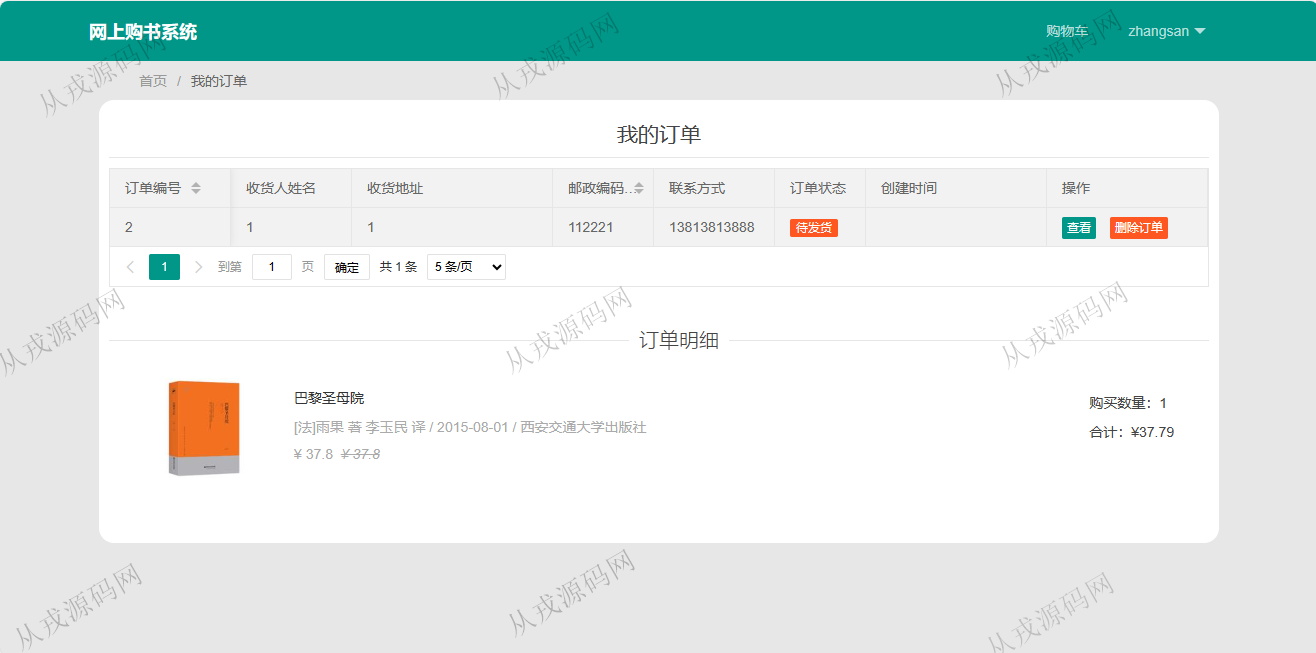 网上购书系统
购物车 zhangsan
首页 / 我的订单
我的订单
订单编号 收货人姓名 收货地址 邮政编码... 联系方式 订单状态 创建时间 操作
2 1 1 112221 13813813888 待发货 查看 删除订单
1 到第 1 页 确定 共 1 条 5 条/页
订单明细
巴黎圣母院
[法]雨果 著 李玉民 译 / 2015-08-01 / 西安交通大学出版社
¥ 37.8 ¥ 37.8
购买数量：1
合计：¥37.79
从戎源码网
从戎源码网
从戎源码网
从戎源码网
从戎源码网
从戎源码网
从戎源码网
从戎源码网
从戎源码网